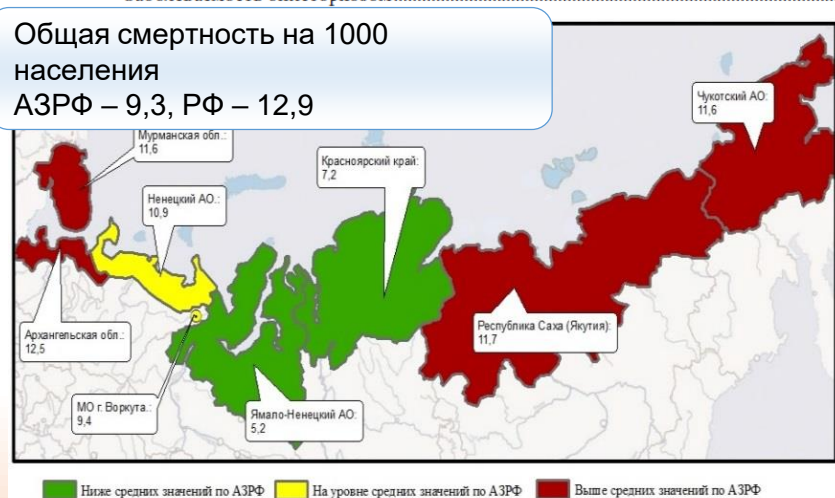 Общая смертность на 1000
населения
АЗРФ – 9,3, РФ – 12,9
Мурманская обл.:
11,6
Ненецкий АО.:
10,9
Красноярский край:
7,2
Чукотский АО:
11,6
Архангельская обл.:
12,5
Республика Саха (Якутия):
11,7
МО г. Воркута.:
9,4
Ямало-Ненецкий АО:
5,2
Ниже средних значений по АЗРФ
На уровне средних значений по АЗРФ
Выше средних значений по АЗРФ